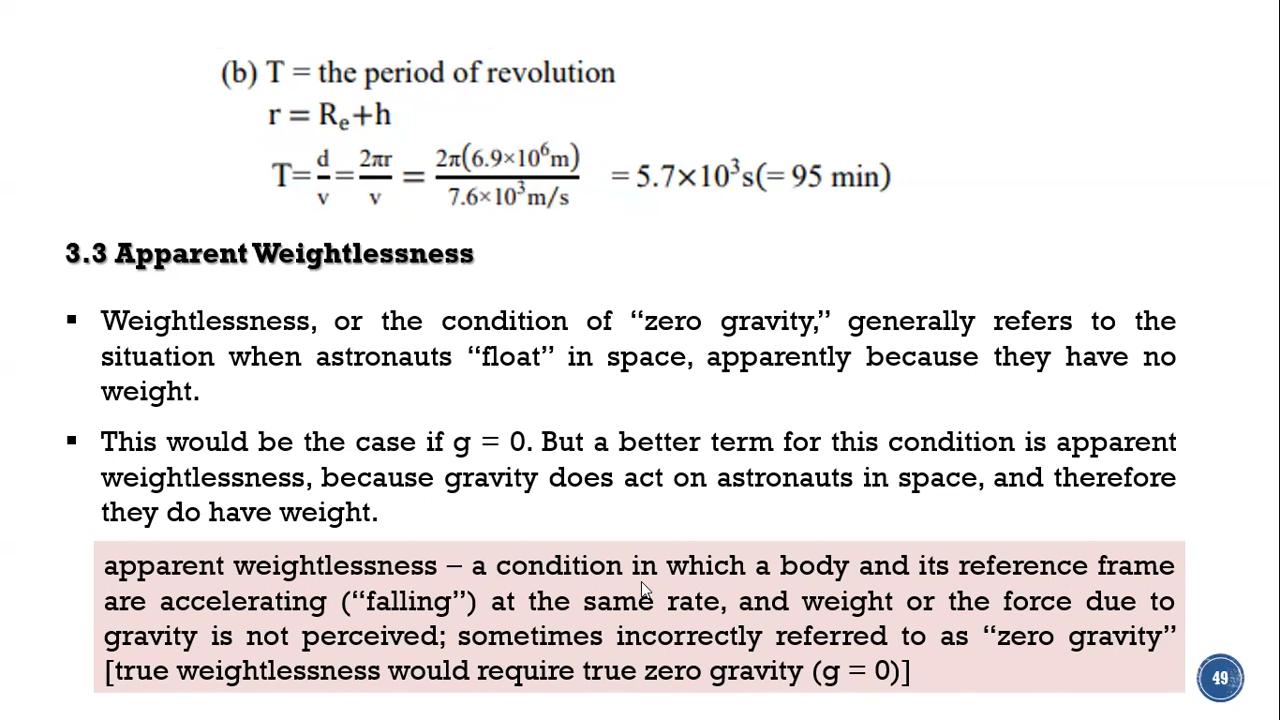 (b) T = the period of revolution
r = Rₑ+h
T= d/v = 2πr/v = 2π(6.9×10⁶m)/7.6×10³m/s = 5.7×10³s(= 95 min)
3.3 Apparent Weightlessness
▪ Weightlessness, or the condition of “zero gravity,” generally refers to the
situation when astronauts “float” in space, apparently because they have no
weight.
▪ This would be the case if g = 0. But a better term for this condition is apparent
weightlessness, because gravity does act on astronauts in space, and therefore
they do have weight.
apparent weightlessness – a condition in which a body and its reference frame
are accelerating (“falling”) at the same rate, and weight or the force due to
gravity is not perceived; sometimes incorrectly referred to as “zero gravity”
[true weightlessness would require true zero gravity (g = 0)]
49